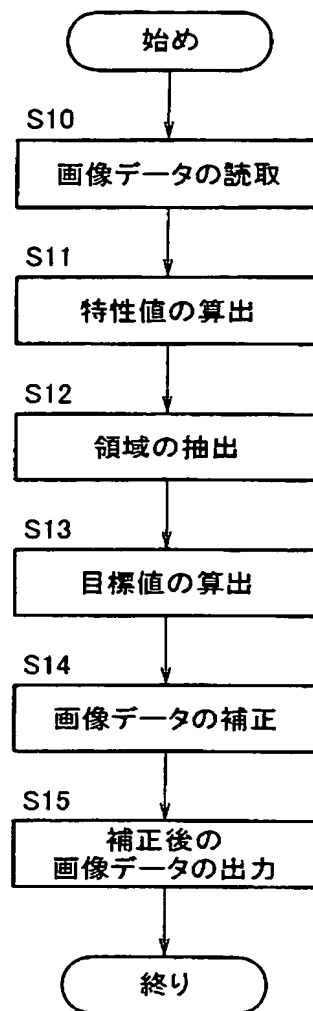 始め
S10
画像データの読取
S11
特性値の算出
S12
領域の抽出
S13
目標値の算出
S14
画像データの補正
S15
補正後の
画像データの出力
終り